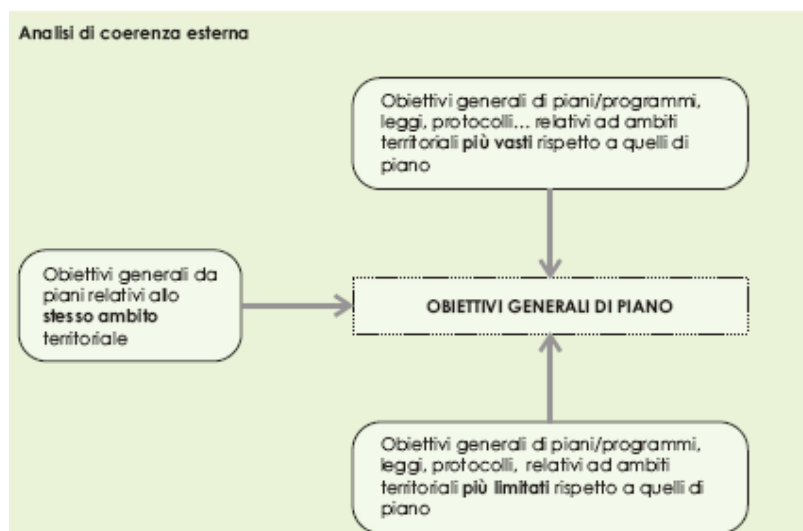 Analisi di coerenza esterna
Obiettivi generali di piani/programmi,
leggi, protocolli... relativi ad ambiti
territoriali più vasti rispetto a quelli di
piano
Obiettivi generali da
piani relativi allo
stesso ambito
territoriale
OBIETTIVI GENERALI DI PIANO
Obiettivi generali di piani/programmi,
leggi, protocolli, relativi ad ambiti
territoriali più limitati rispetto a quelli di
piano